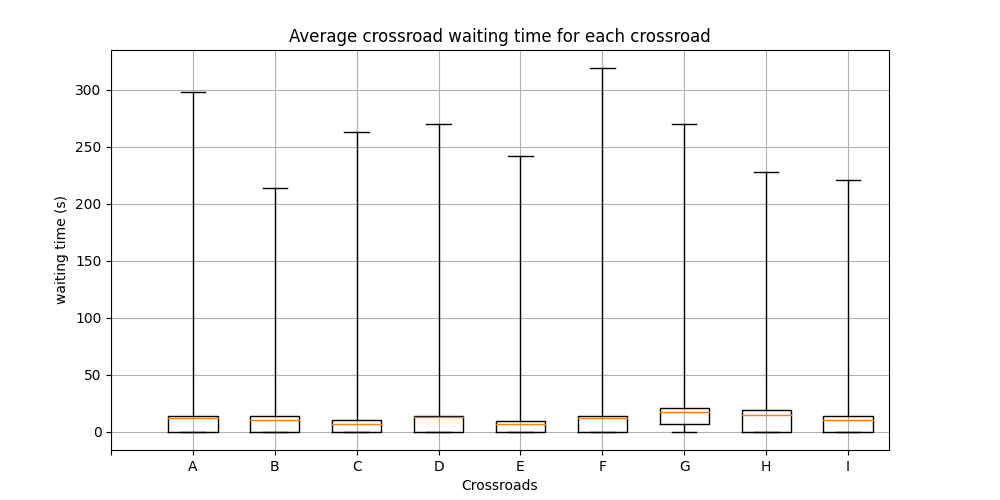 Average crossroad waiting time for each crossroad
300
250
200
150
100
50
0
waiting time (s)
A B C D E F G H I
Crossroads